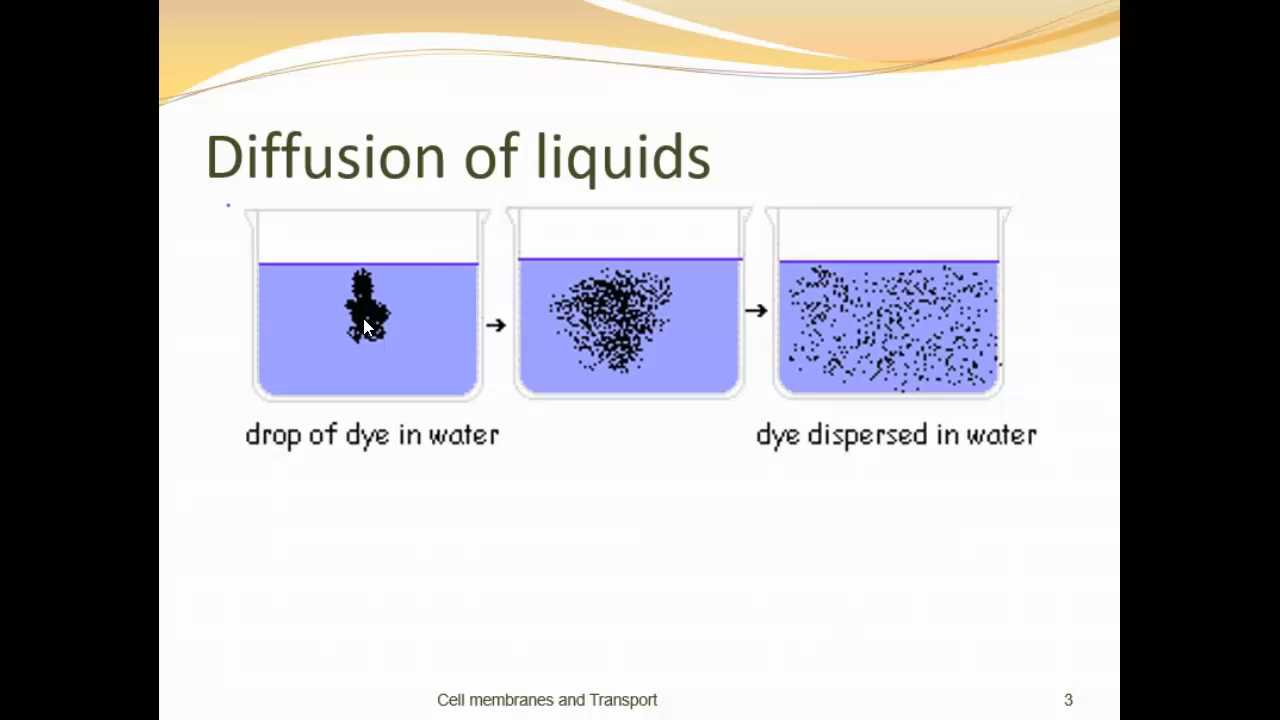 Diffusion of liquids
drop of dye in water
dye dispersed in water
Cell membranes and Transport
3